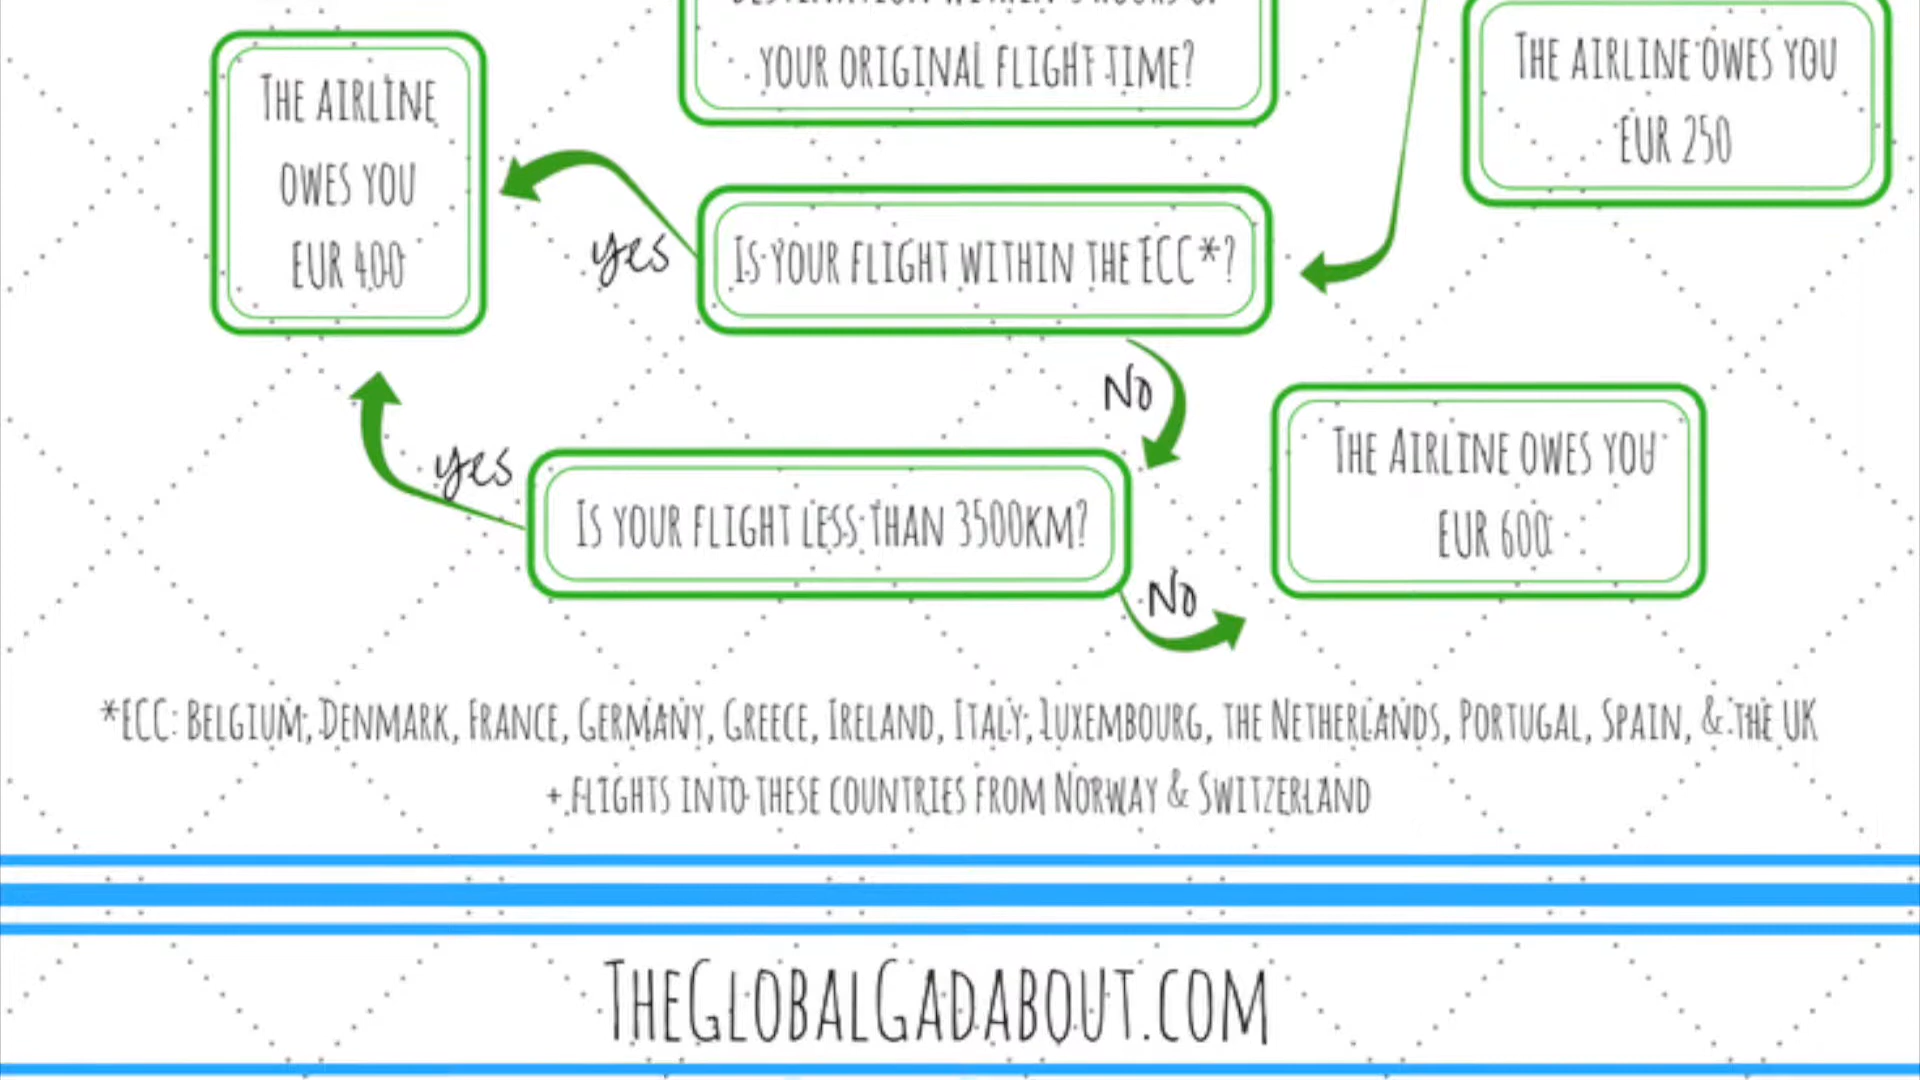 YOUR ORIGINAL FLIGHT TIME?
THE AIRLINE OWES YOU
EUR 250
THE AIRLINE
OWES YOU
EUR 400
yes
IS YOUR FLIGHT WITHIN THE ECC*?
No
THE AIRLINE OWES YOU
EUR 600
yes
IS YOUR FLIGHT LESS THAN 3500KM?
No
*ECC: BELGIUM, DENMARK, FRANCE, GERMANY, GREECE, IRELAND, ITALY, LUXEMBOURG, THE NETHERLANDS, PORTUGAL, SPAIN, & THE UK
+ FLIGHTS INTO THESE COUNTRIES FROM NORWAY & SWITZERLAND
THEGLOBALGADABOUT.COM